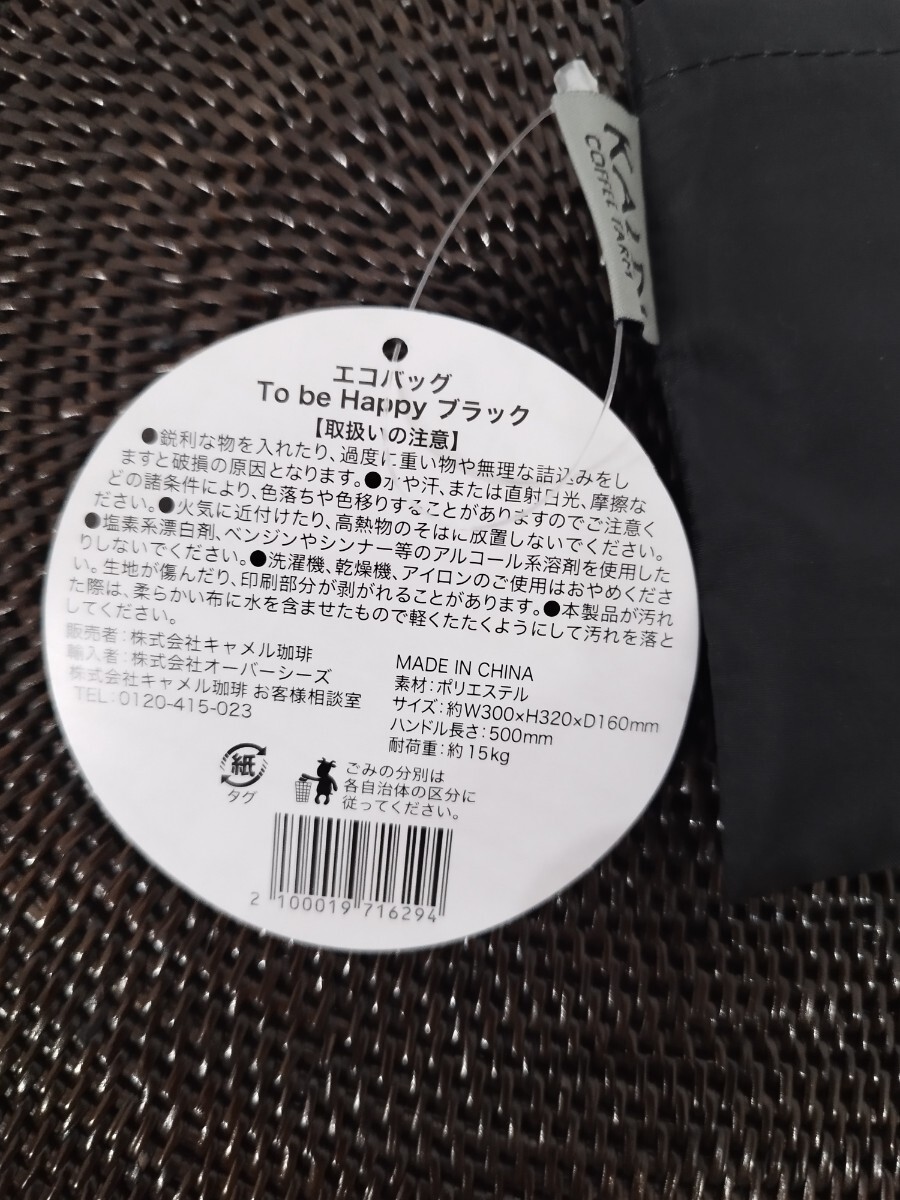 KALDI
COFFEE FARM
エコバッグ
To be Happy ブラック
【取扱いの注意】
●鋭利な物を入れたり、過度に重い物や無理な詰込みをし
ますと破損の原因となります。●水や汗、または直射日光、摩擦な
どの諸条件により、色落ちや色移りすることがありますのでご注意く
ださい。●火気に近付けたり、高熱物のそばに放置しないでください。
●塩素系漂白剤、ベンジンやシンナー等のアルコール系溶剤を使用した
りしないでください。●洗濯機、乾燥機、アイロンのご使用はおやめくださ
い。生地が傷んだり、印刷部分が剥がれることがあります。●本製品が汚れ
た際は、柔らかい布に水を含ませたもので軽くたたくようにして汚れを落と
してください。
販売者：株式会社キャメル珈琲
輸入者：株式会社オーバーシーズ
株式会社キャメル珈琲 お客様相談室
TEL：0120-415-023
MADE IN CHINA
素材：ポリエステル
サイズ：約W300×H320×D160mm
ハンドル長さ：500mm
耐荷重：約15kg
紙
タグ
ごみの分別は
各自治体の区分に
従ってください。
2 100019 716294